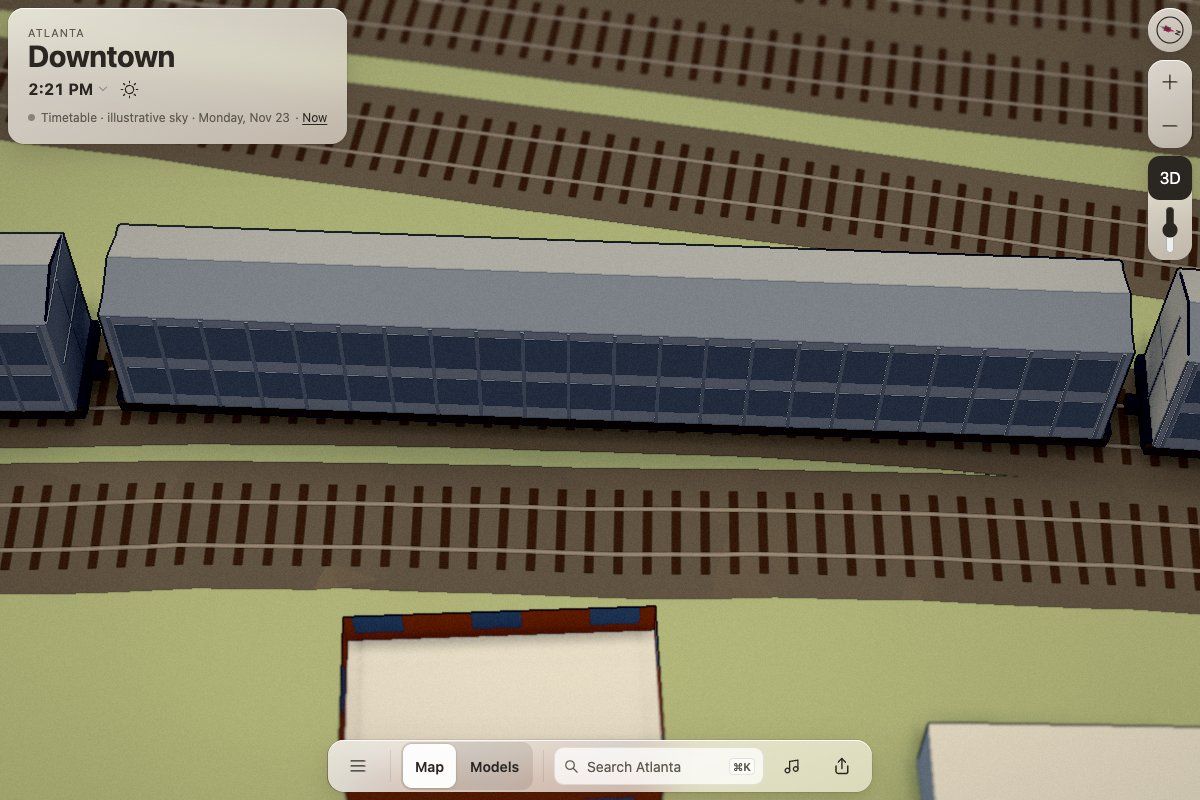 ATLANTA
Downtown
2:21 PM
Timetable · illustrative sky · Monday, Nov 23 · Now
3D
Map
Models
Search Atlanta
⌘K